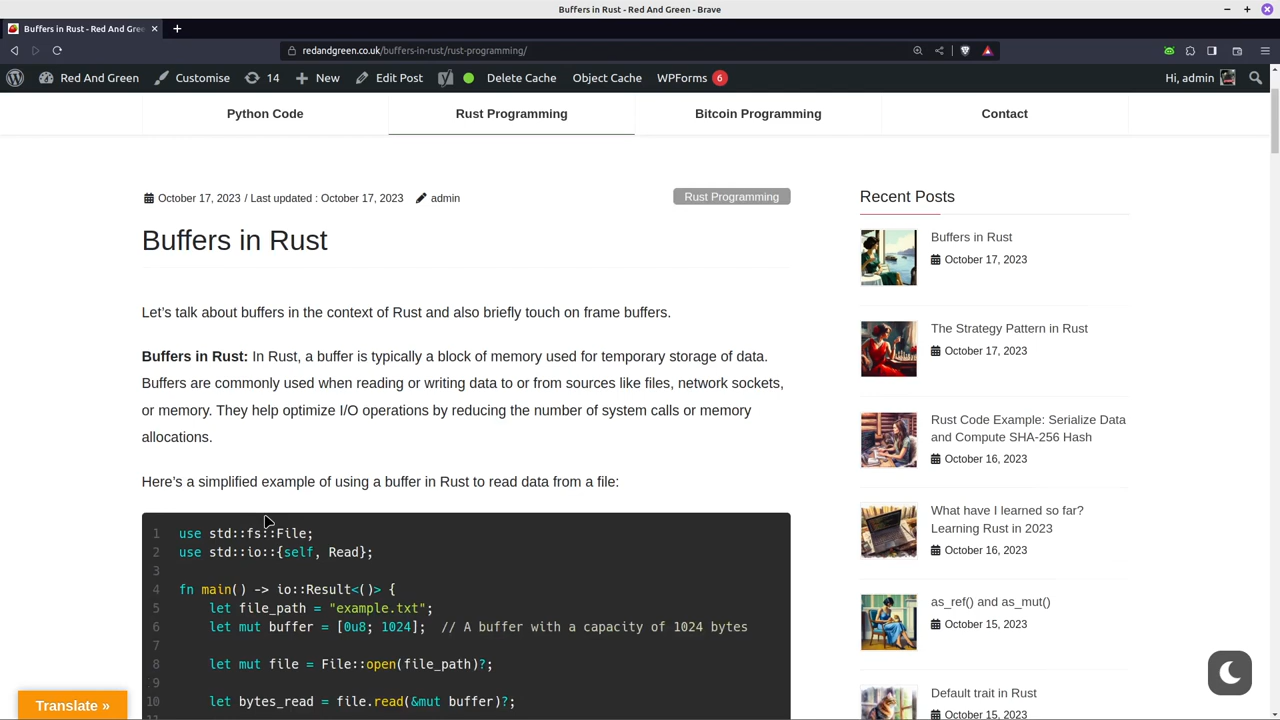 Buffers in Rust - Red And Green - Brave
Buffers in Rust - Red And Gree
redandgreen.co.uk/buffers-in-rust/rust-programming/
Red And Green Customise 14 New Edit Post Delete Cache Object Cache WPForms 6 Hi, admin
Python Code Rust Programming Bitcoin Programming Contact
October 17, 2023 / Last updated : October 17, 2023 admin Rust Programming
Buffers in Rust
Let’s talk about buffers in the context of Rust and also briefly touch on frame buffers.
Buffers in Rust: In Rust, a buffer is typically a block of memory used for temporary storage of data.
Buffers are commonly used when reading or writing data to or from sources like files, network sockets,
or memory. They help optimize I/O operations by reducing the number of system calls or memory
allocations.
Here’s a simplified example of using a buffer in Rust to read data from a file:
1 use std::fs::File;
2 use std::io::{self, Read};
3
4 fn main() -> io::Result<()> {
5 let file_path = "example.txt";
6 let mut buffer = [0u8; 1024]; // A buffer with a capacity of 1024 bytes
7
8 let mut file = File::open(file_path)?;
9
10 let bytes_read = file.read(&mut buffer)?;
Recent Posts
Buffers in Rust
October 17, 2023
The Strategy Pattern in Rust
October 17, 2023
Rust Code Example: Serialize Data
and Compute SHA-256 Hash
October 16, 2023
What have I learned so far?
Learning Rust in 2023
October 16, 2023
as_ref() and as_mut()
October 15, 2023
Default trait in Rust
October 15, 2023
Translate »